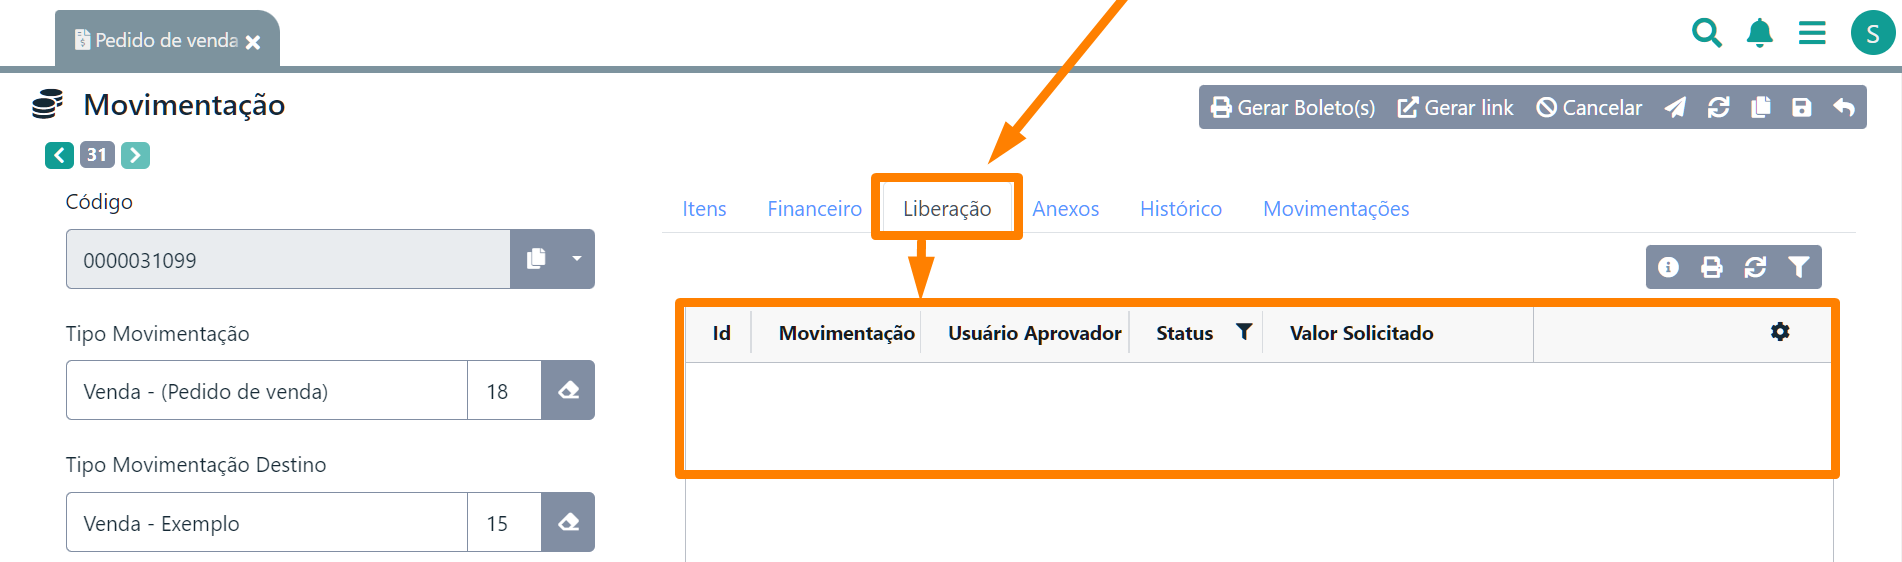 Pedido de venda
S
Movimentação
Gerar Boleto(s) Gerar link Cancelar
31
Código
0000031099
Tipo Movimentação
Venda - (Pedido de venda) 18
Tipo Movimentação Destino
Venda - Exemplo 15
Itens Financeiro Liberação Anexos Histórico Movimentações
Id Movimentação Usuário Aprovador Status Valor Solicitado